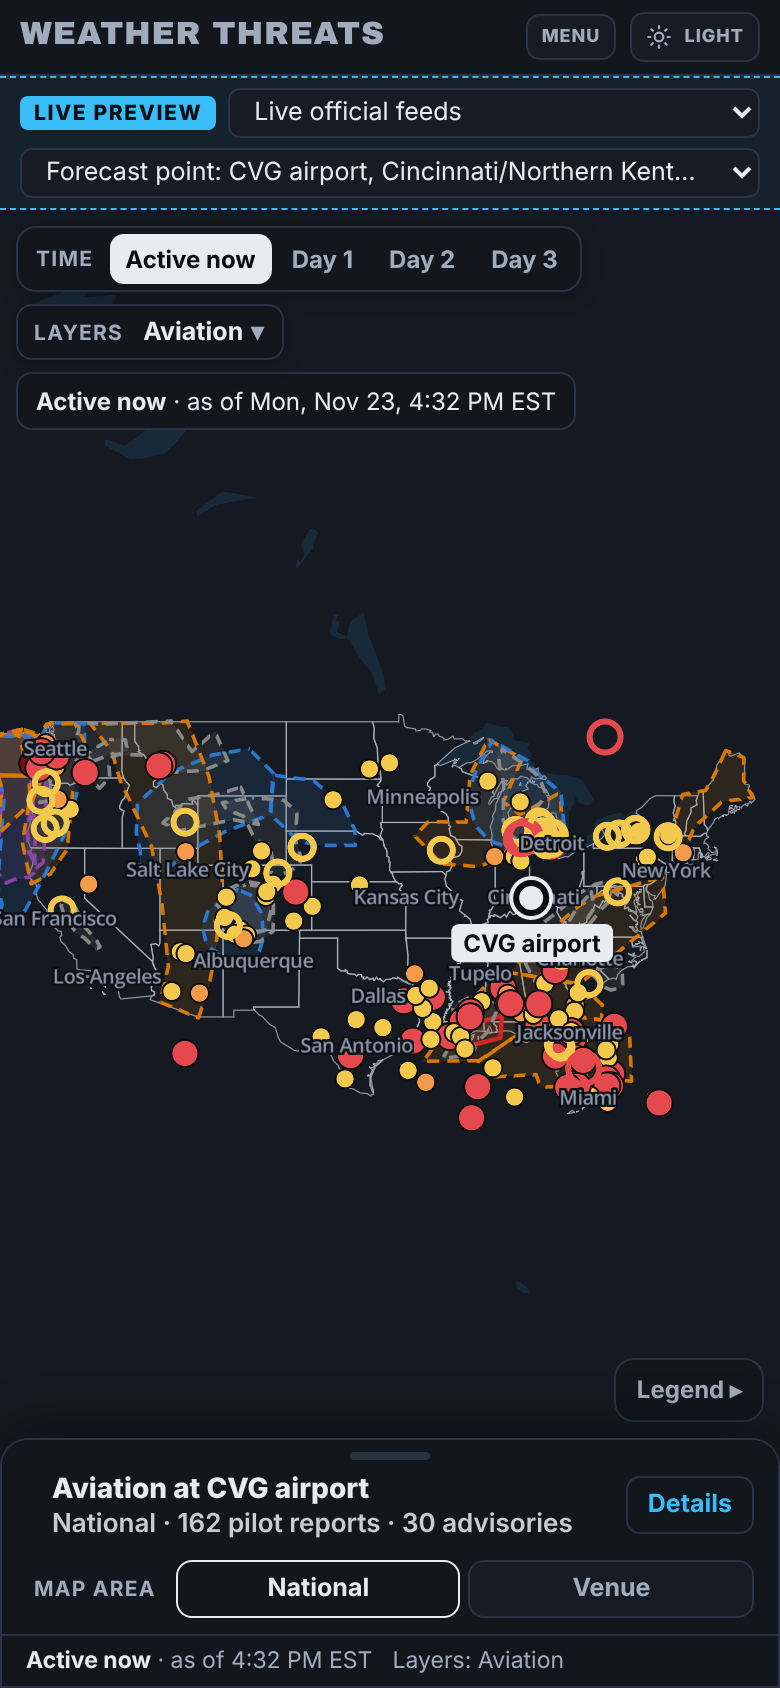 WEATHER THREATS
MENU
LIGHT
LIVE PREVIEW
Live official feeds
Forecast point: CVG airport, Cincinnati/Northern Kent...
TIME
Active now
Day 1
Day 2
Day 3
LAYERS Aviation ▾
Active now · as of Mon, Nov 23, 4:32 PM EST
Seattle
Minneapolis
Detroit
Salt Lake City
New York
Kansas City
San Francisco
CVG airport
Albuquerque
Charlotte
Tupelo
Los Angeles
Dallas
Jacksonville
San Antonio
Miami
Legend ▸
Aviation at CVG airport
National · 162 pilot reports · 30 advisories
Details
MAP AREA
National
Venue
Active now · as of 4:32 PM EST Layers: Aviation